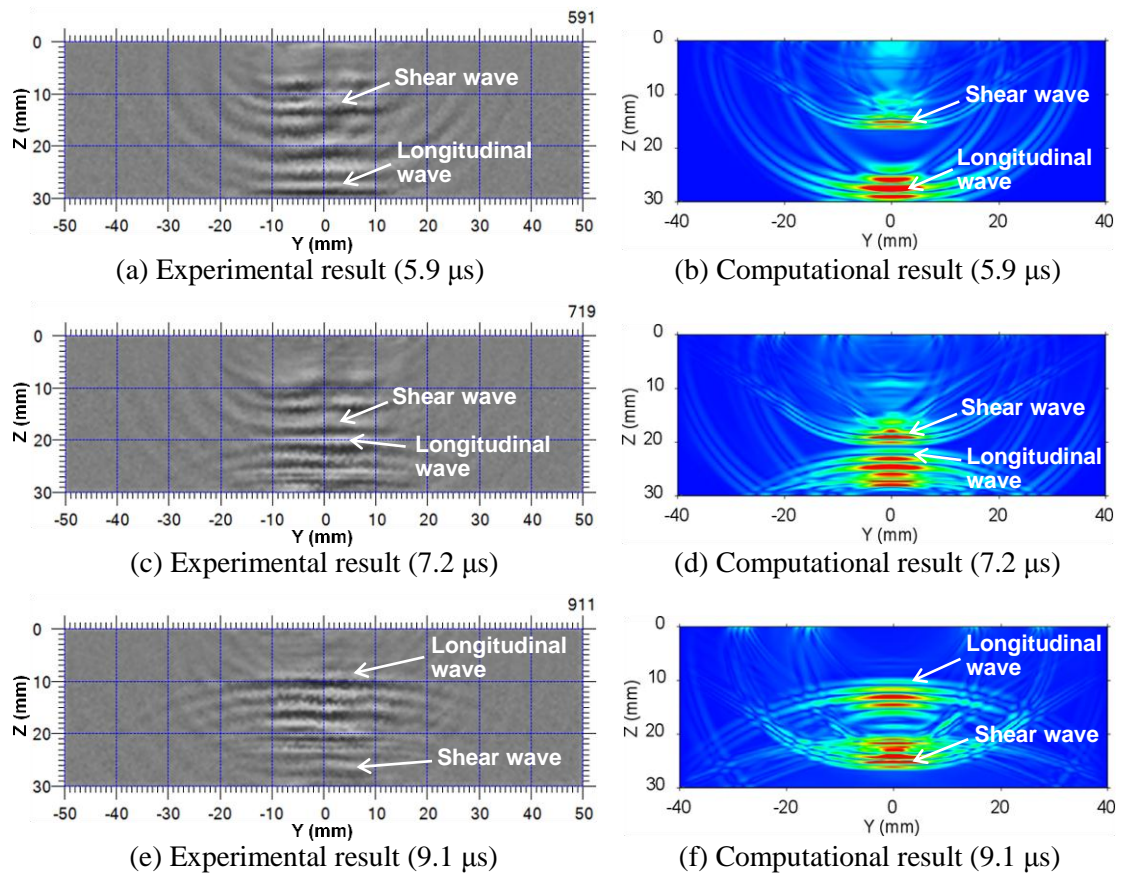 591
0
10
20
30
Z (mm)
Shear wave
Longitudinal
wave
-50 -40 -30 -20 -10 0 10 20 30 40 50
Y (mm)
(a) Experimental result (5.9 μs)
0
10
20
30
Z (mm)
Shear wave
Longitudinal
wave
-40 -20 0 20 40
Y (mm)
(b) Computational result (5.9 μs)
719
0
10
20
30
Z (mm)
Shear wave
Longitudinal
wave
-50 -40 -30 -20 -10 0 10 20 30 40 50
Y (mm)
(c) Experimental result (7.2 μs)
0
10
20
30
Z (mm)
Shear wave
Longitudinal
wave
-40 -20 0 20 40
Y (mm)
(d) Computational result (7.2 μs)
911
0
10
20
30
Z (mm)
Longitudinal
wave
Shear wave
-50 -40 -30 -20 -10 0 10 20 30 40 50
Y (mm)
(e) Experimental result (9.1 μs)
0
10
20
30
Z (mm)
Longitudinal
wave
Shear wave
-40 -20 0 20 40
Y (mm)
(f) Computational result (9.1 μs)